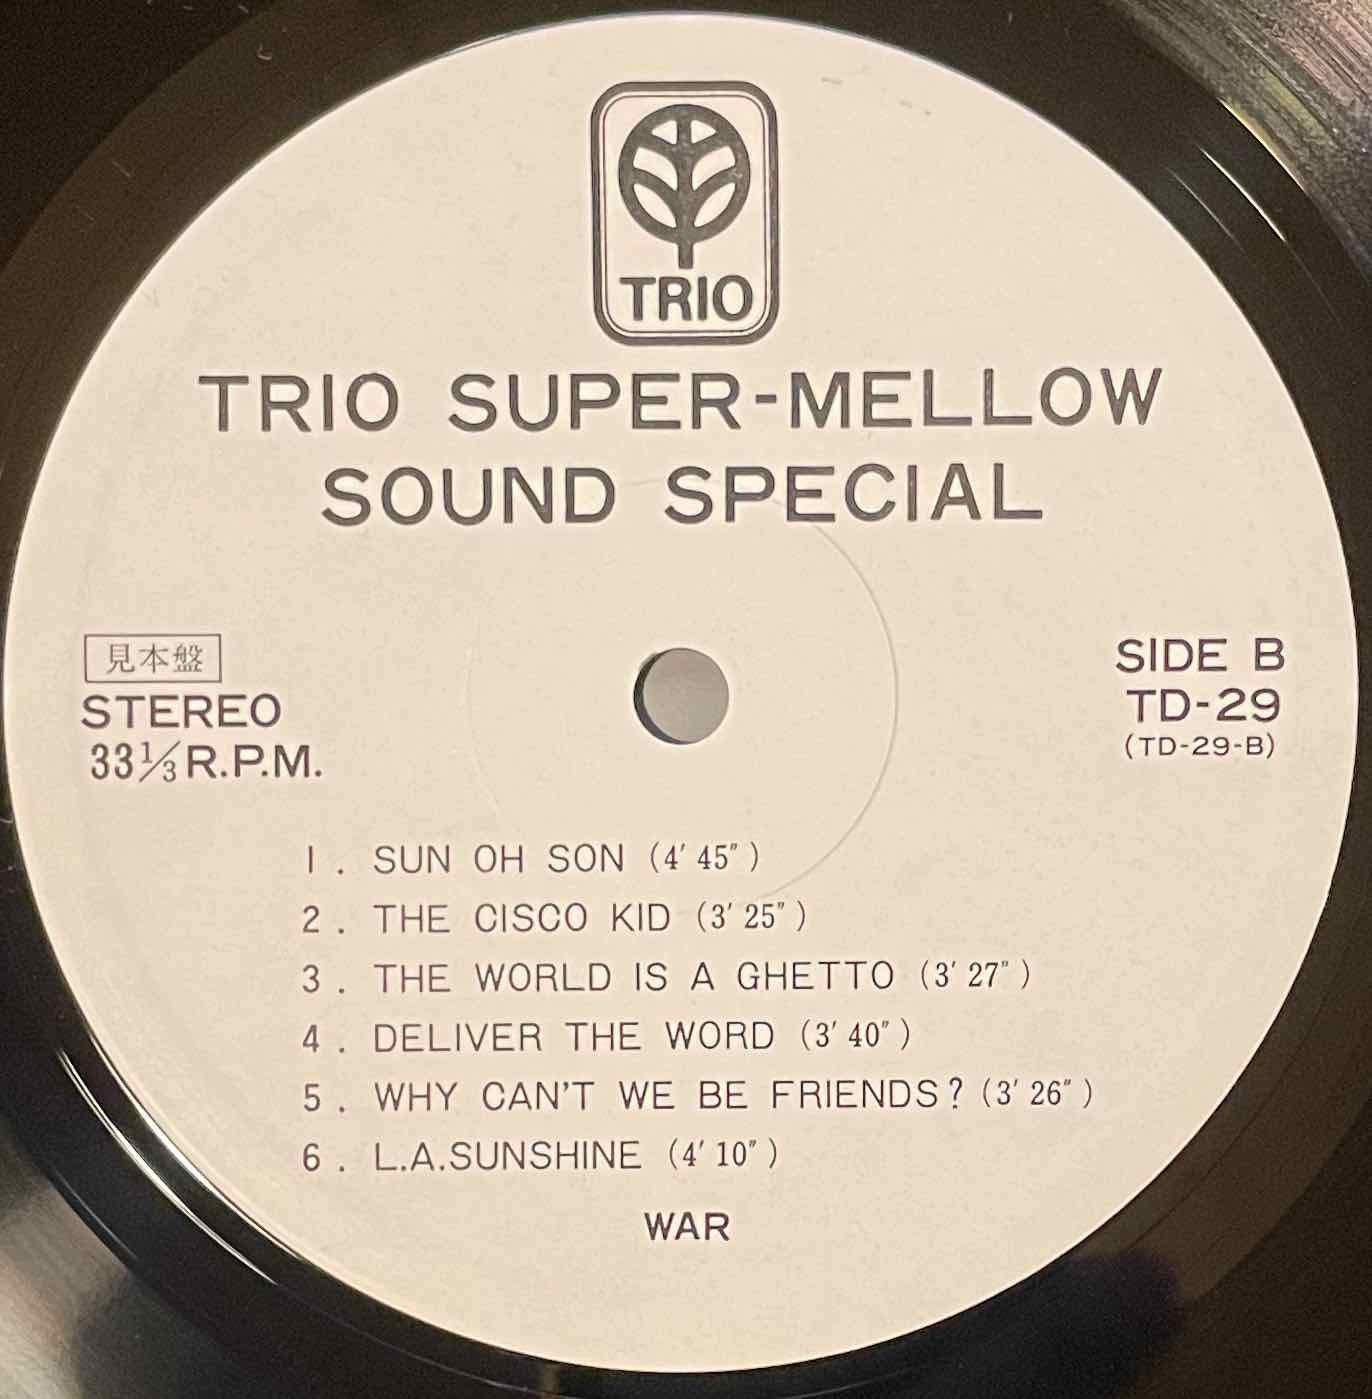 TRIO
TRIO SUPER-MELLOW
SOUND SPECIAL
見本盤
STEREO
33⅓ R.P.M.
SIDE B
TD-29
(TD-29-B)
1. SUN OH SON (4′45″)
2. THE CISCO KID (3′25″)
3. THE WORLD IS A GHETTO (3′27″)
4. DELIVER THE WORD (3′40″)
5. WHY CAN'T WE BE FRIENDS? (3′26″)
6. L.A.SUNSHINE (4′10″)
WAR